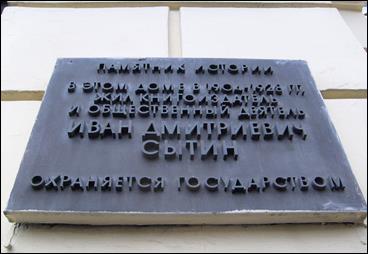 ПАМЯТНИК ИСТОРИИ
В ЭТОМ ДОМЕ В 1904-1928 ГГ.
ЖИЛ КНИГОИЗДАТЕЛЬ
И ОБЩЕСТВЕННЫЙ ДЕЯТЕЛЬ
ИВАН ДМИТРИЕВИЧ
СЫТИН
ОХРАНЯЕТСЯ ГОСУДАРСТВОМ